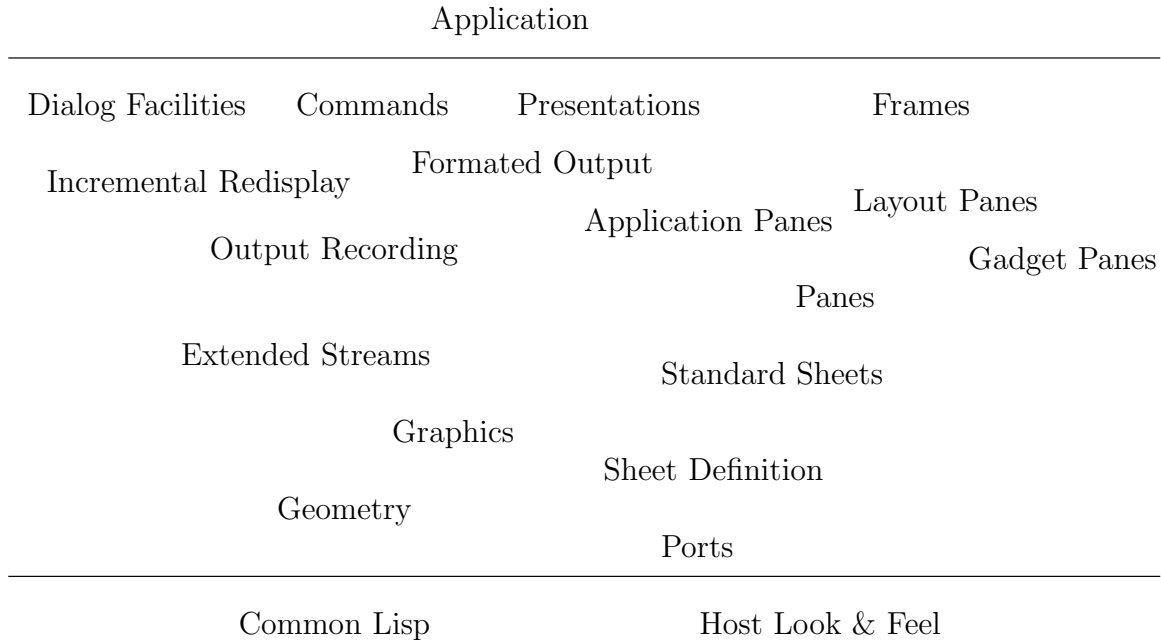 Application
Dialog Facilities Commands Presentations Frames
Formated Output
Incremental Redisplay
Layout Panes
Application Panes
Output Recording
Gadget Panes
Panes
Extended Streams
Standard Sheets
Graphics
Sheet Definition
Geometry
Ports
Common Lisp Host Look & Feel